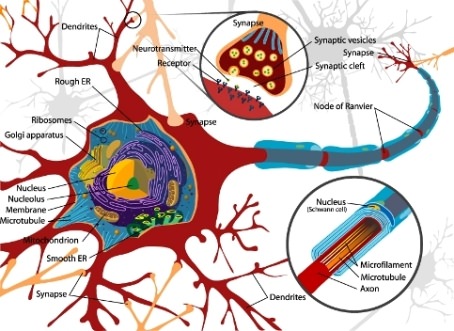 Dendrites
Synapse
Neurotransmitter
Receptor
Synaptic vesicles
Synapse
Synaptic cleft
Rough ER
Node of Ranvier
Ribosomes
Golgi apparatus
Synapse
Nucleus
Nucleolus
Membrane
Microtubule
Mitochondrion
Smooth ER
Synapse
Dendrites
Nucleus
(Schwann cell)
Microfilament
Microtubule
Axon